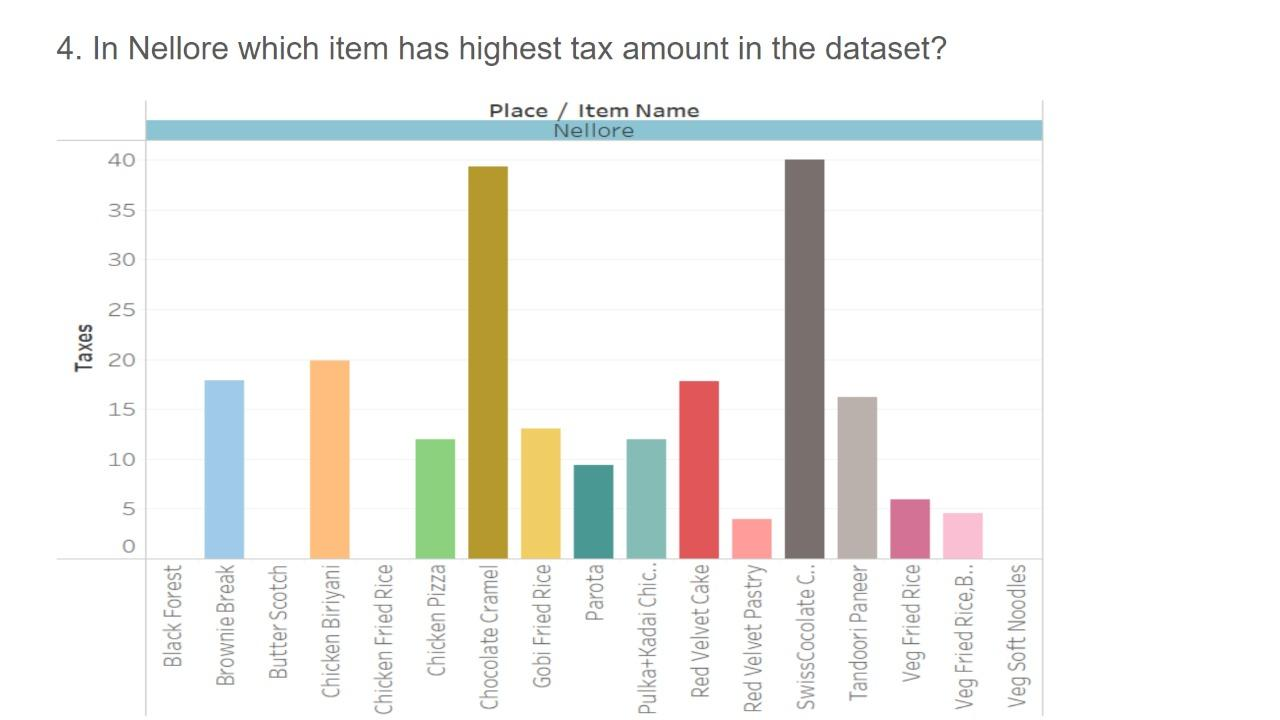 4. In Nellore which item has highest tax amount in the dataset?
Place / Item Name
Nellore
40
35
30
25
20
15
10
5
0
Taxes
Black Forest
Brownie Break
Butter Scotch
Chicken Biriyani
Chicken Fried Rice
Chicken Pizza
Chocolate Cramel
Gobi Fried Rice
Parota
Pulka+Kadai Chic..
Red Velvet Cake
Red Velvet Pastry
SwissCocolate C..
Tandoori Paneer
Veg Fried Rice
Veg Fried Rice,B..
Veg Soft Noodles